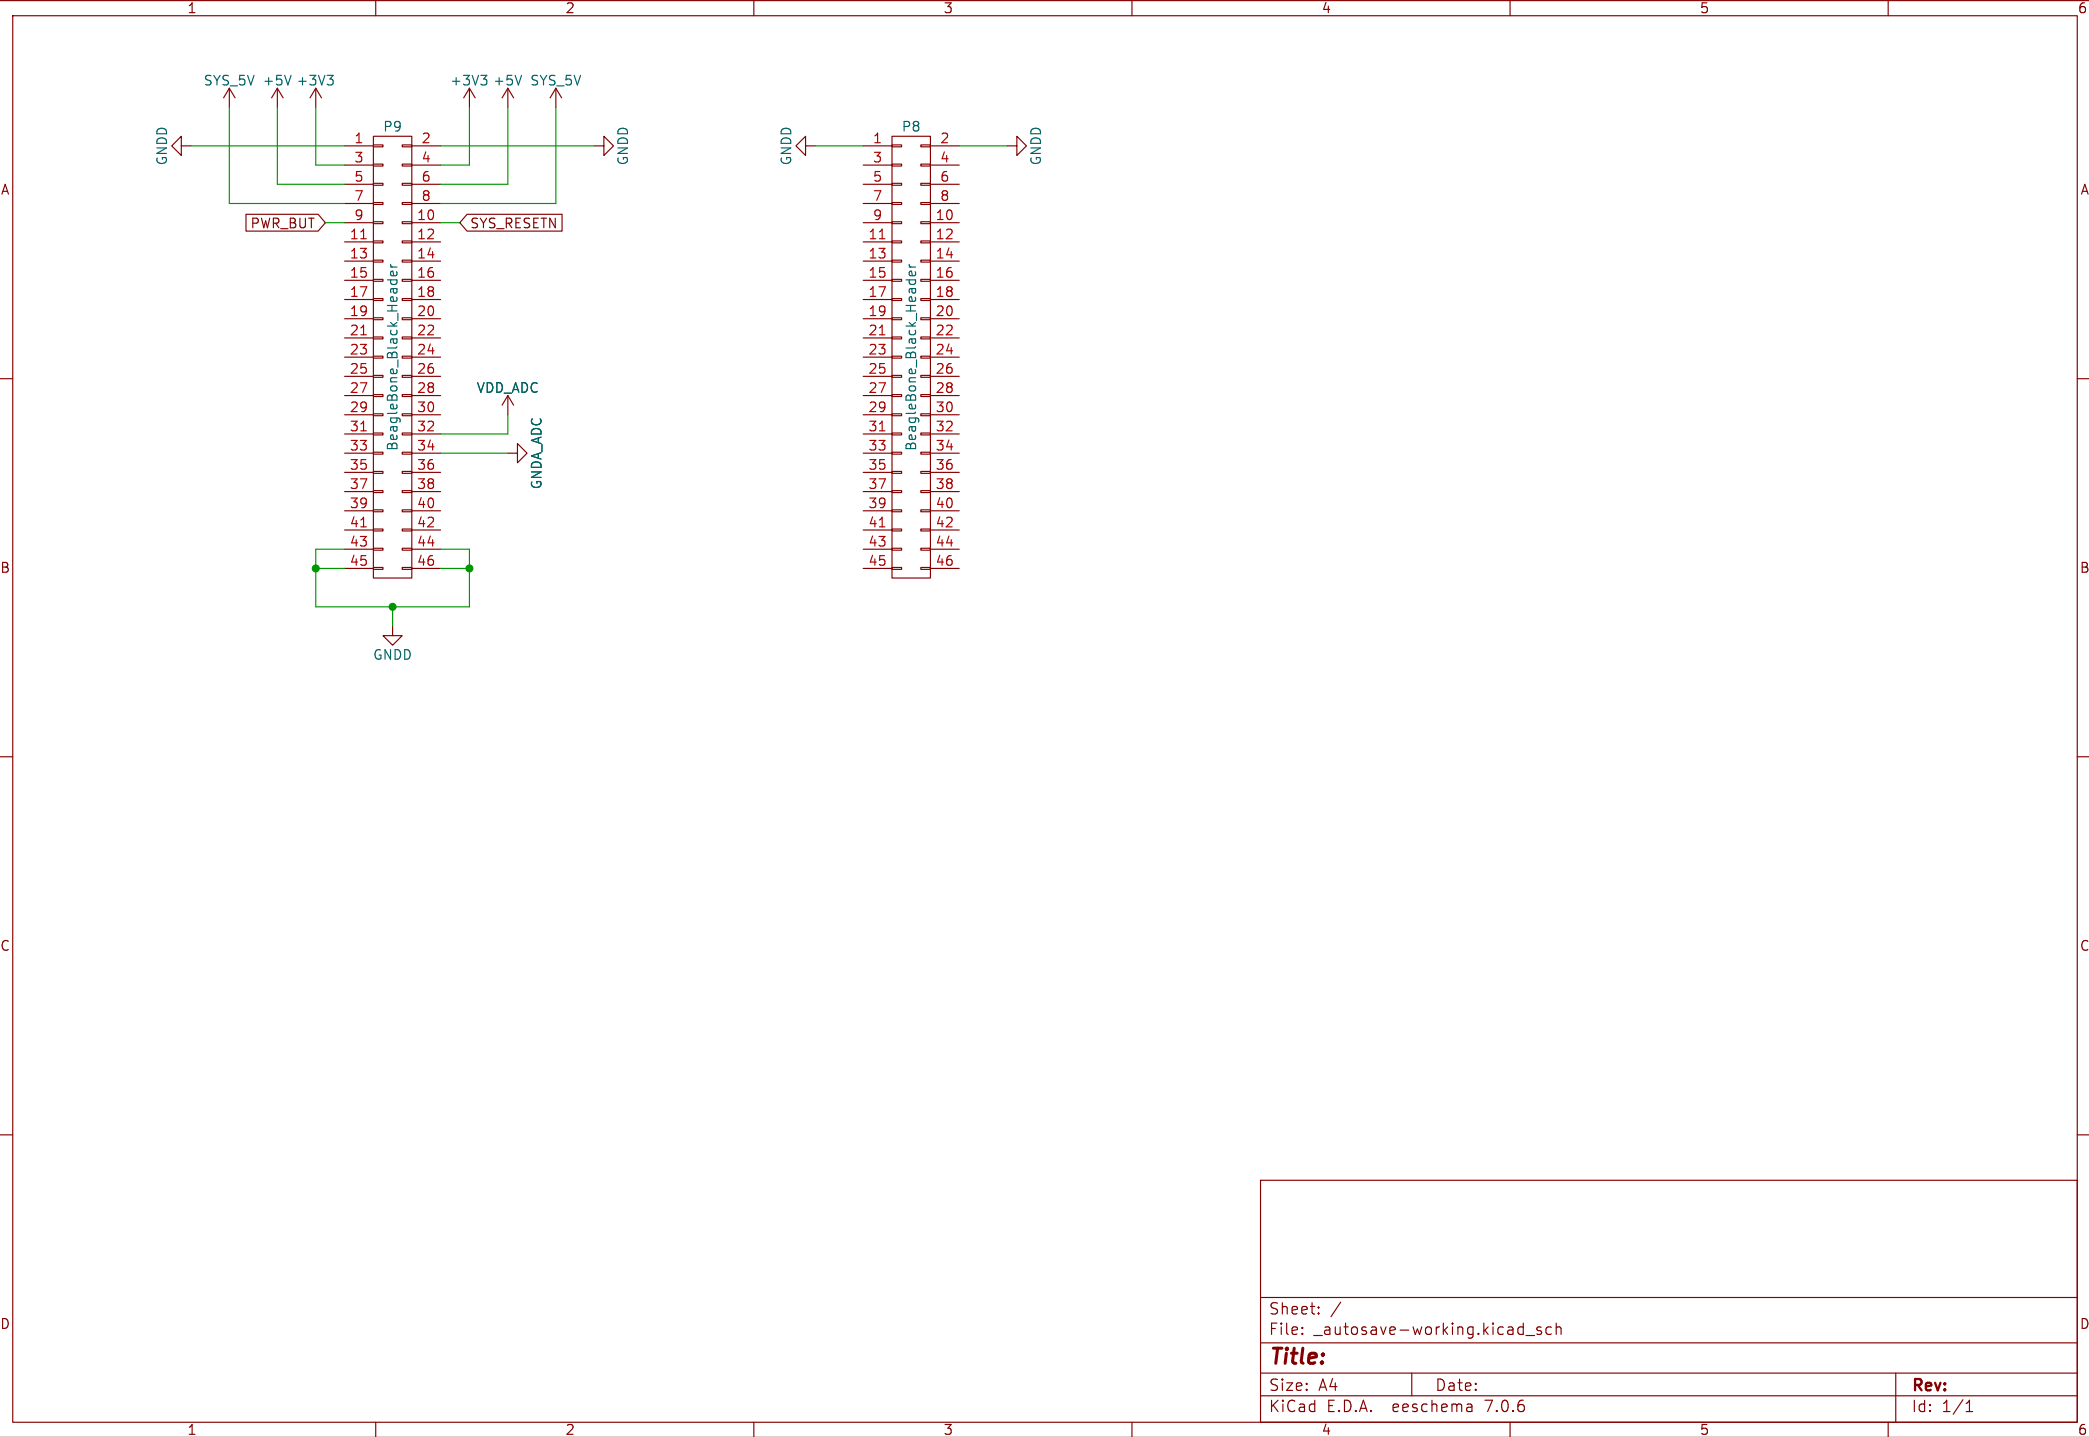 1 2 3 4 5 6
SYS_5V +5V +3V3 +3V3 +5V SYS_5V
P9 P8
GNDD 1 2 GNDD GNDD 1 2 GNDD
3 4 3 4
A 5 6 5 6 A
7 8 7 8
PWR_BUT 9 10 SYS_RESETN 9 10
11 12 11 12
13 14 13 14
15 16 15 16
17 18 17 18
19 20 19 20
21 22 21 22
23 24 23 24
25 26 25 26
27 28 27 28
29 30 29 30
31 32 31 32
33 34 33 34
35 36 35 36
37 38 37 38
39 40 39 40
41 42 41 42
43 44 43 44
45 46 45 46
BeagleBone_Black_Header
BeagleBone_Black_Header
VDD_ADC
GNDA_ADC
B B
GNDD
C C
D D
Sheet: /
File: _autosave-working.kicad_sch
Title:
Size: A4 Date: Rev:
KiCad E.D.A. eeschema 7.0.6 Id: 1/1
1 2 3 4 5 6